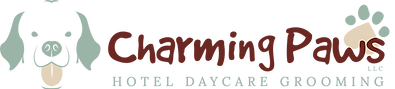 Charming Paws
LLC
HOTEL DAYCARE GROOMING